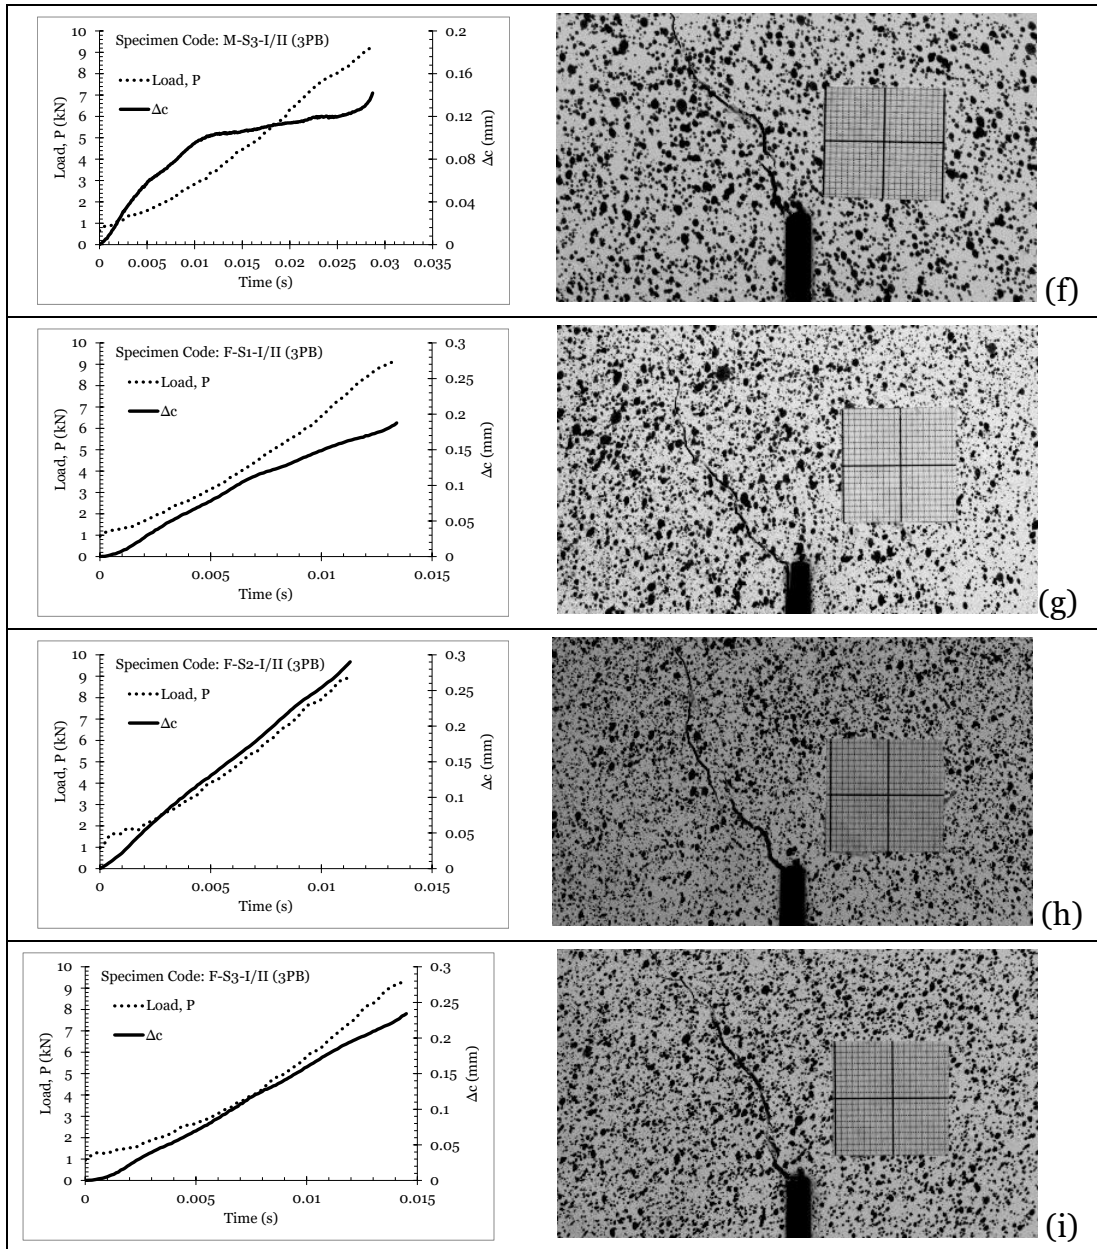 Specimen Code: M-S3-I/II (3PB)
Load, P
Δc
Load, P (kN)
10
9
8
7
6
5
4
3
2
1
0
0.2
0.16
0.12
0.08
0.04
0
Δc (mm)
0 0.005 0.01 0.015 0.02 0.025 0.03 0.035
Time (s)
(f)
Specimen Code: F-S1-I/II (3PB)
Load, P
Δc
Load, P (kN)
10
9
8
7
6
5
4
3
2
1
0
0.3
0.25
0.2
0.15
0.1
0.05
0
Δc (mm)
0 0.005 0.01 0.015
Time (s)
(g)
Specimen Code: F-S2-I/II (3PB)
Load, P
Δc
Load, P (kN)
10
9
8
7
6
5
4
3
2
1
0
0.3
0.25
0.2
0.15
0.1
0.05
0
Δc (mm)
0 0.005 0.01 0.015
Time (s)
(h)
Specimen Code: F-S3-I/II (3PB)
Load, P
Δc
Load, P (kN)
10
9
8
7
6
5
4
3
2
1
0
0.3
0.25
0.2
0.15
0.1
0.05
0
Δc (mm)
0 0.005 0.01 0.015
Time (s)
(i)